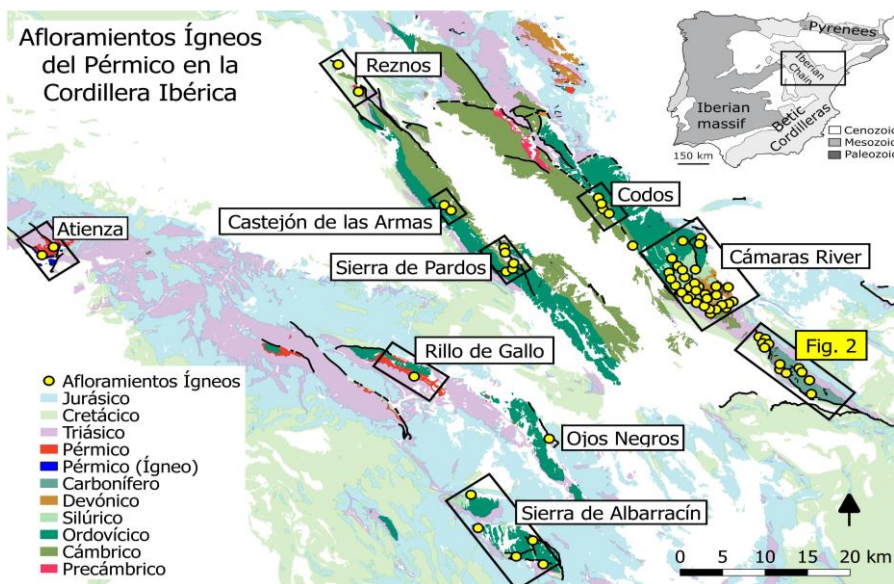 Afloramientos Ígneos
del Pérmico en la
Cordillera Ibérica
Reznos
Pyrenees
Iberian
Chain
Iberian
massif
Betic
Cordilleras
150 km
Cenozoic
Mesozoic
Paleozoic
Codos
Castejón de las Armas
Atienza
Sierra de Pardos
Cámaras River
Fig. 2
Rillo de Gallo
Ojos Negros
Sierra de Albarracín
Afloramientos Ígneos
Jurásico
Cretácico
Triásico
Pérmico
Pérmico (Ígneo)
Carbonífero
Devónico
Silúrico
Ordovícico
Cámbrico
Precámbrico
0 5 10 15 20 km